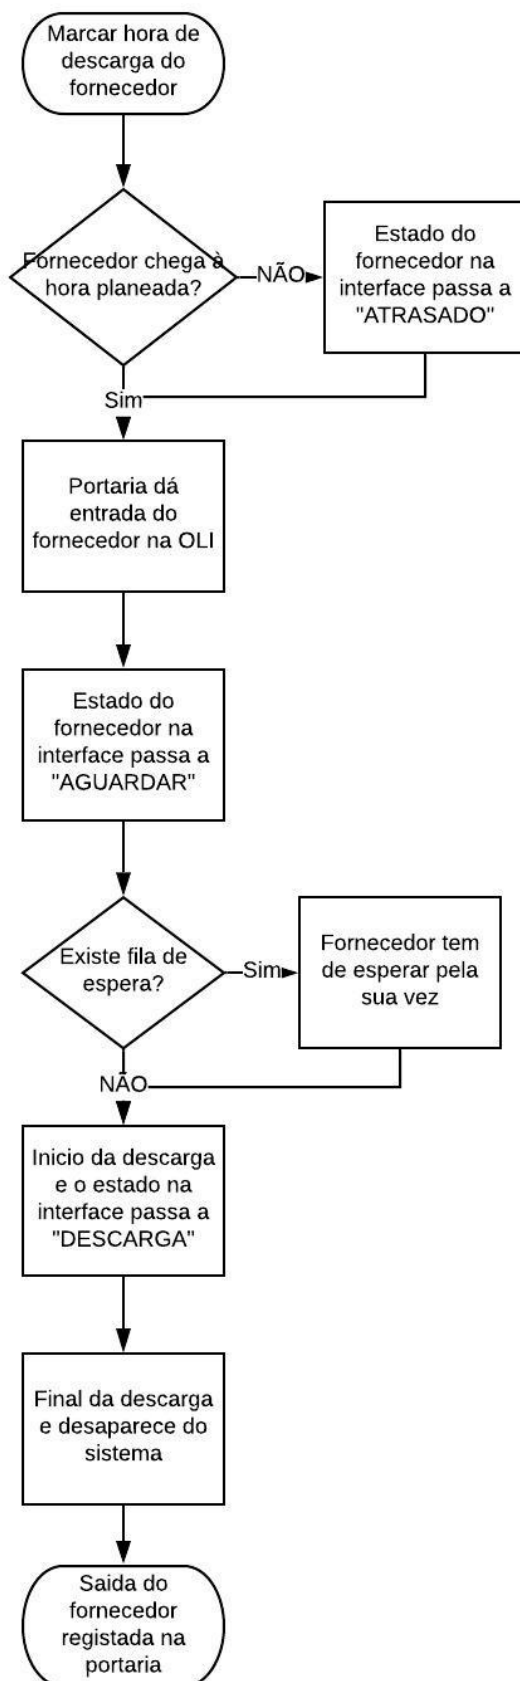 Marcar hora de
descarga do
fornecedor
Fornecedor chega à
hora planeada?
NÃO
Estado do
fornecedor na
interface passa a
"ATRASADO"
Sim
Portaria dá
entrada do
fornecedor na OLI
Estado do
fornecedor na
interface passa a
"AGUARDAR"
Existe fila de
espera?
Sim
Fornecedor tem
de esperar pela
sua vez
NÃO
Inicio da descarga
e o estado na
interface passa a
"DESCARGA"
Final da descarga
e desaparece do
sistema
Saida do
fornecedor
registada na
portaria